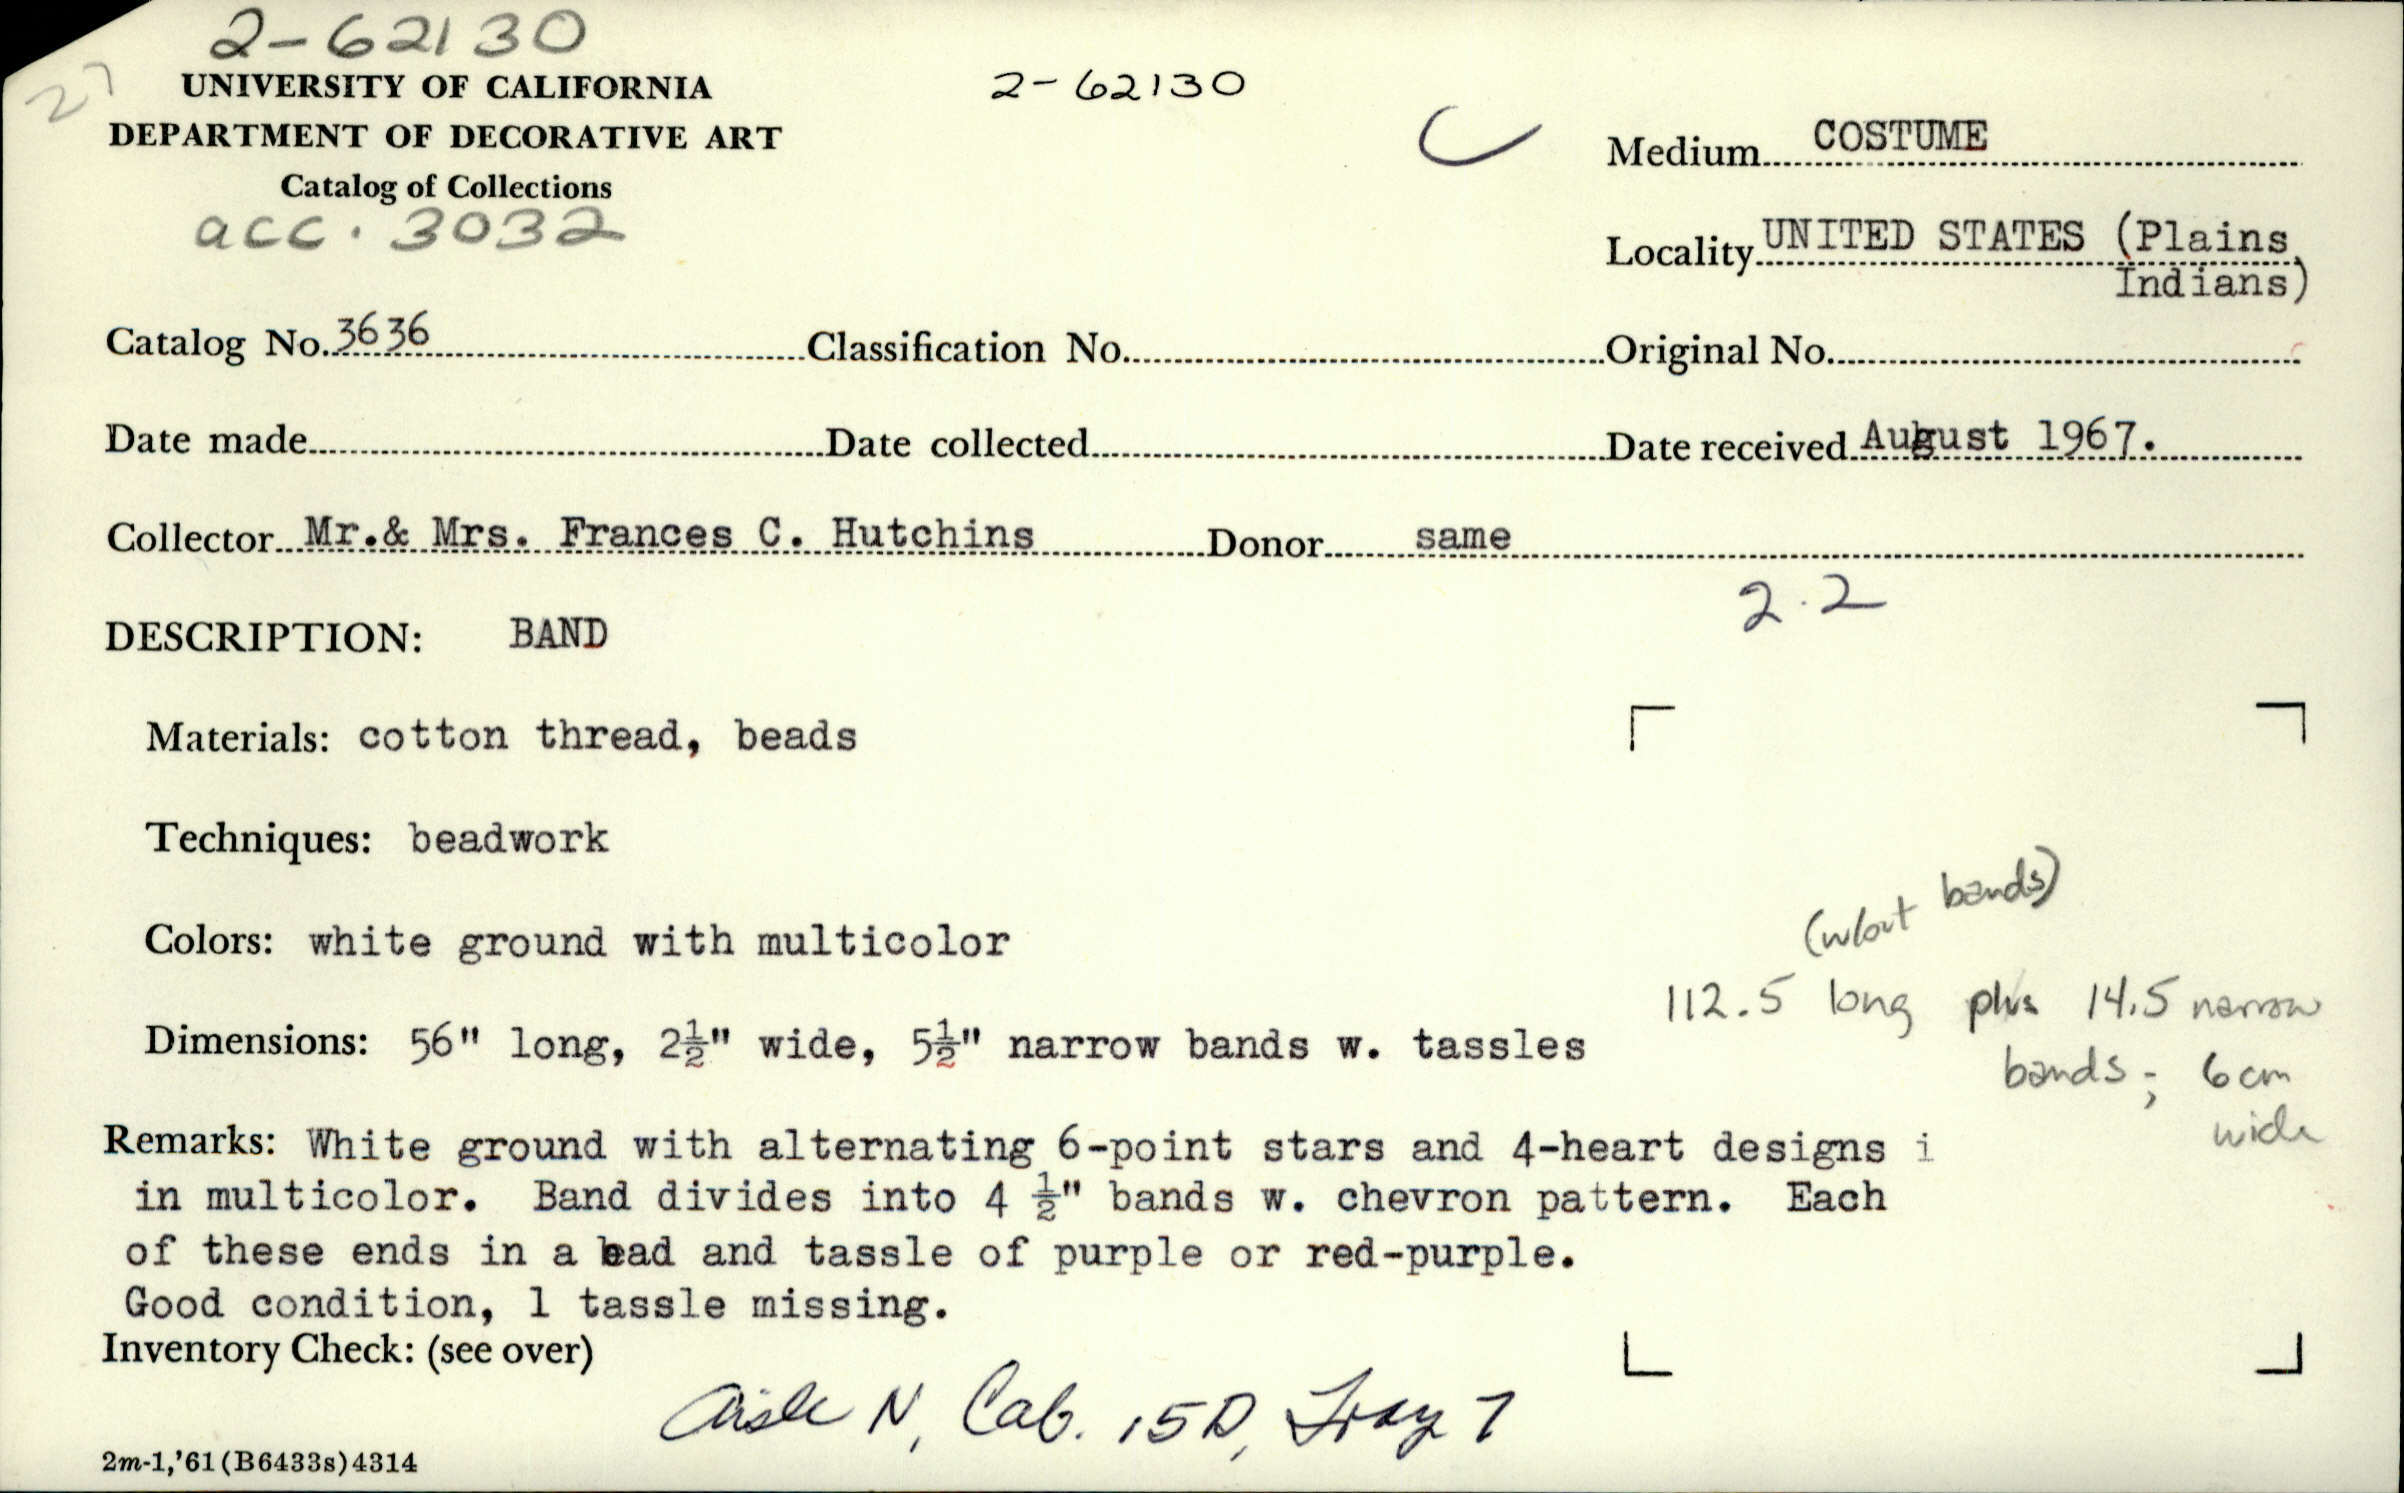 2-62130
27
UNIVERSITY OF CALIFORNIA
DEPARTMENT OF DECORATIVE ART
Catalog of Collections
acc. 3032
2-62130
C
Medium COSTUME
Locality UNITED STATES (Plains
Indians)
Catalog No. 3636 Classification No. Original No.
Date made Date collected Date received August 1967.
Collector Mr.& Mrs. Frances C. Hutchins Donor same
2.2
DESCRIPTION: BAND
Materials: cotton thread, beads
Techniques: beadwork
Colors: white ground with multicolor
(w/out bands)
112.5 long plus 14.5 narrow
bands; 6cm
wide
Dimensions: 56" long, 2½" wide, 5½" narrow bands w. tassles
Remarks: White ground with alternating 6-point stars and 4-heart designs i
in multicolor. Band divides into 4 ½" bands w. chevron pattern. Each
of these ends in a bead and tassle of purple or red-purple.
Good condition, 1 tassle missing.
Inventory Check: (see over)
Aisle N, Cab. 15D, Tray 7
2m-1,'61(B6433s)4314